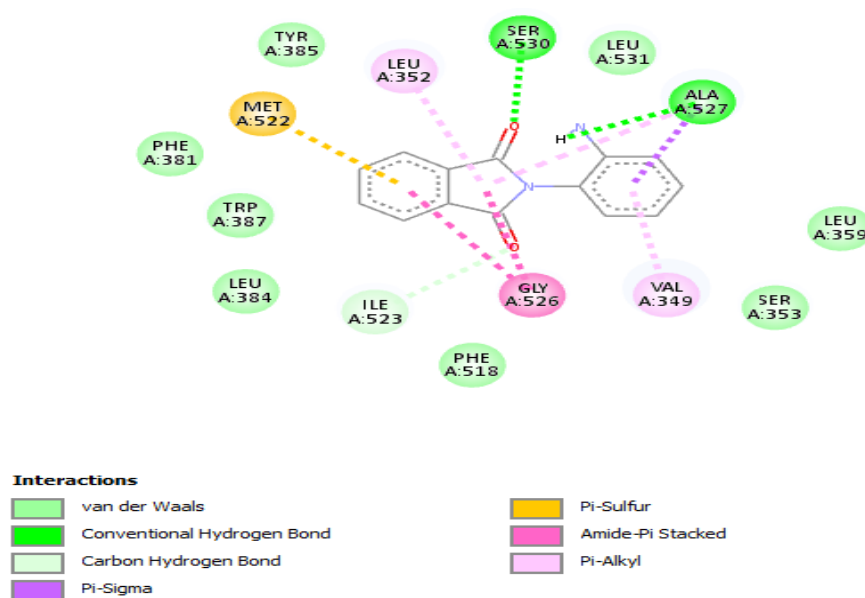 TYR
A:385
SER
A:530
LEU
A:531
LEU
A:352
ALA
A:527
MET
A:522
PHE
A:381
O
N
H
N
TRP
A:387
LEU
A:359
O
LEU
A:384
ILE
A:523
GLY
A:526
VAL
A:349
SER
A:353
PHE
A:518
Interactions
van der Waals
Conventional Hydrogen Bond
Carbon Hydrogen Bond
Pi-Sigma
Pi-Sulfur
Amide-Pi Stacked
Pi-Alkyl